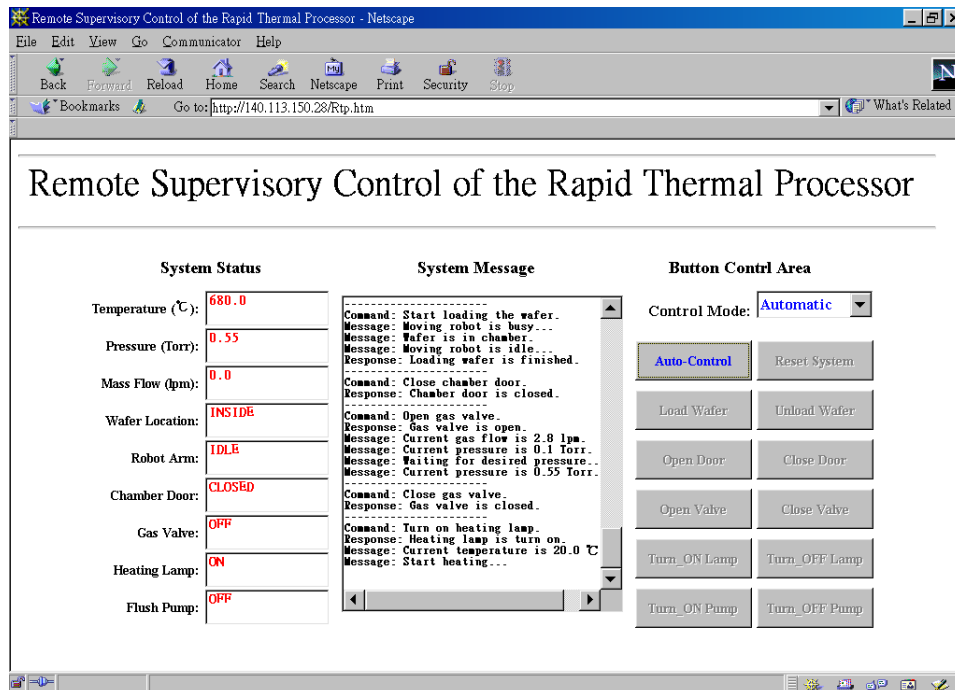 Remote Supervisory Control of the Rapid Thermal Processor - Netscape
File Edit View Go Communicator Help
Back Forward Reload Home Search Netscape Print Security Stop
Bookmarks Go to: http://140.113.150.28/Rtp.htm What's Related
Remote Supervisory Control of the Rapid Thermal Processor
System Status
Temperature (℃): 680.0
Pressure (Torr): 0.55
Mass Flow (lpm): 0.0
Wafer Location: INSIDE
Robot Arm: IDLE
Chamber Door: CLOSED
Gas Valve: OFF
Heating Lamp: ON
Flush Pump: OFF
System Message
---------------------
Command: Start loading the wafer.
Message: Moving robot is busy...
Message: Wafer is in chamber.
Message: Moving robot is idle...
Response: Loading wafer is finished.
---------------------
Command: Close chamber door.
Response: Chamber door is closed.
---------------------
Command: Open gas valve.
Response: Gas valve is open.
Message: Current gas flow is 2.8 lpm.
Message: Current pressure is 0.1 Torr.
Message: Waiting for desired pressure..
Message: Current pressure is 0.55 Torr.
---------------------
Command: Close gas valve.
Response: Gas valve is closed.
---------------------
Command: Turn on heating lamp.
Response: Heating lamp is turn on.
Message: Current temperature is 20.0 ℃
Message: Start heating...
Button Contrl Area
Control Mode: Automatic
Auto-Control Reset System
Load Wafer Unload Wafer
Open Door Close Door
Open Valve Close Valve
Turn_ON Lamp Turn_OFF Lamp
Turn_ON Pump Turn_OFF Pump